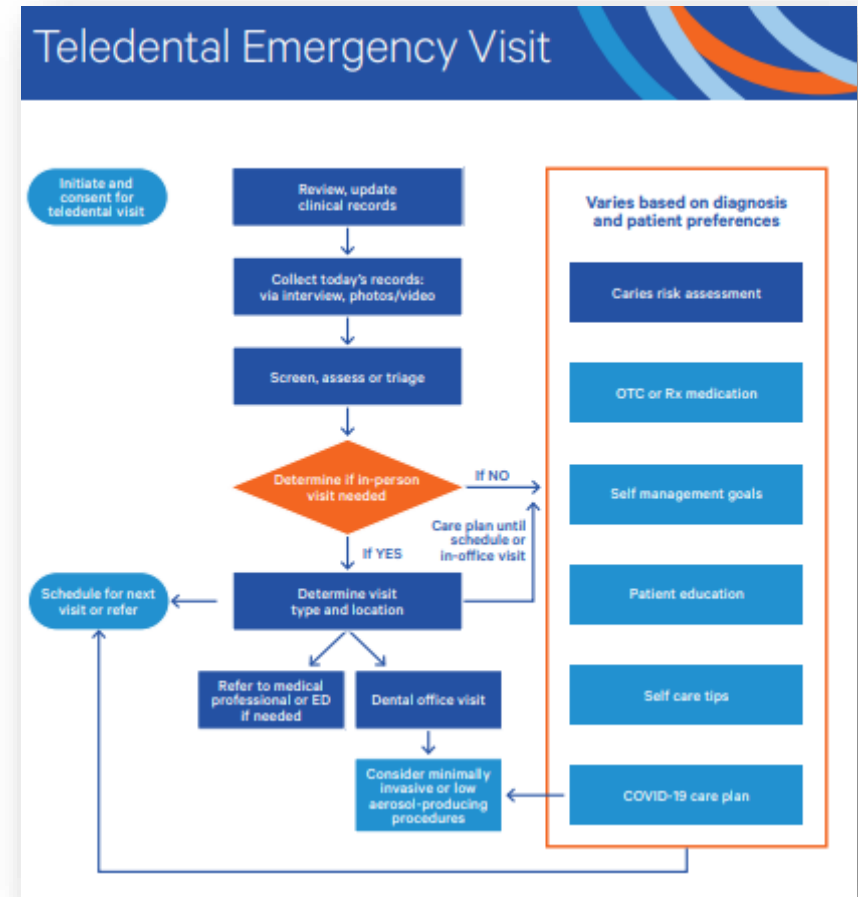 Teledental Emergency Visit
Initiate and
consent for
teledental visit
Review, update
clinical records
Collect today's records:
via interview, photos/video
Screen, assess or triage
Determine if in-person
visit needed
If NO
If YES
Care plan until
schedule or
in-office visit
Schedule for next
visit or refer
Determine visit
type and location
Refer to medical
professional or ED
if needed
Dental office visit
Consider minimally
invasive or low
aerosol-producing
procedures
Varies based on diagnosis
and patient preferences
Caries risk assessment
OTC or Rx medication
Self management goals
Patient education
Self care tips
COVID-19 care plan